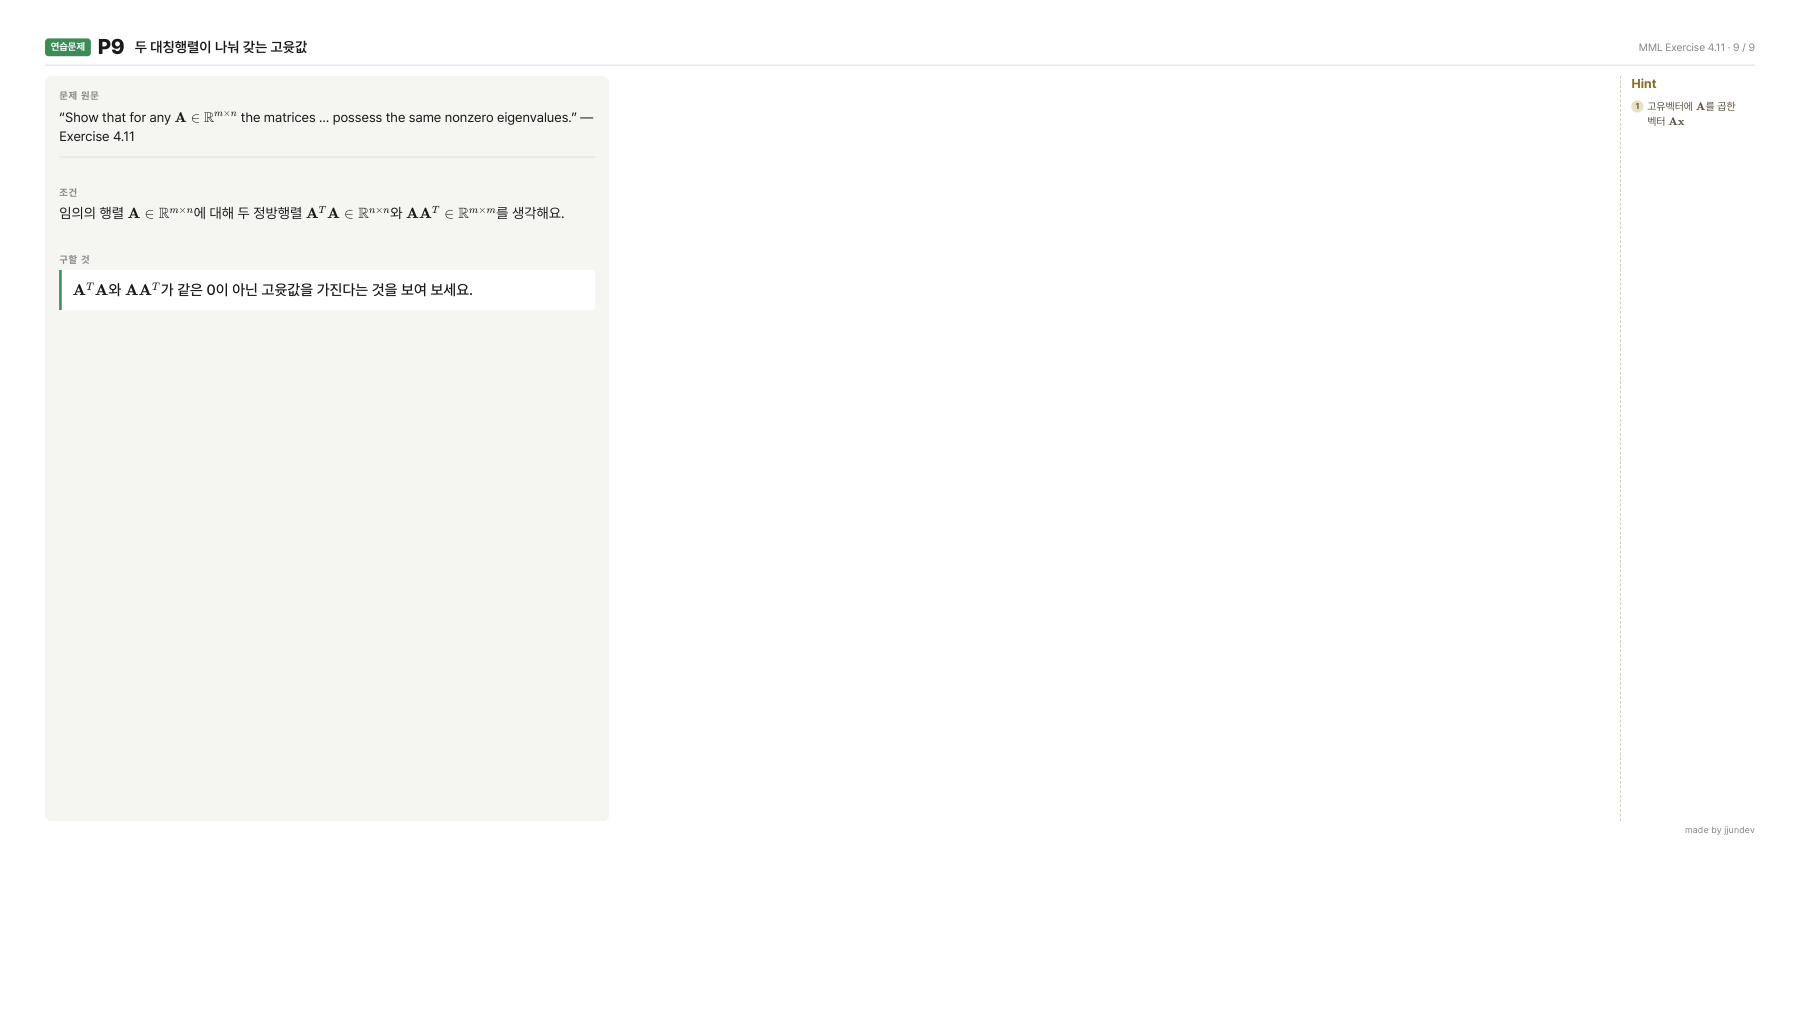 연습문제 P9 두 대칭행렬이 나눠 갖는 고윳값
MML Exercise 4.11 · 9 / 9
문제 원문
“Show that for any A ∈ ℝ^{m×n} the matrices ... possess the same nonzero eigenvalues.” —
Exercise 4.11
조건
임의의 행렬 A ∈ ℝ^{m×n}에 대해 두 정방행렬 A^T A ∈ ℝ^{n×n}와 AA^T ∈ ℝ^{m×m}를 생각해요.
구할 것
A^T A와 AA^T가 같은 0이 아닌 고윳값을 가진다는 것을 보여 보세요.
Hint
1 고유벡터에 A를 곱한
벡터 Ax
made by jjundev